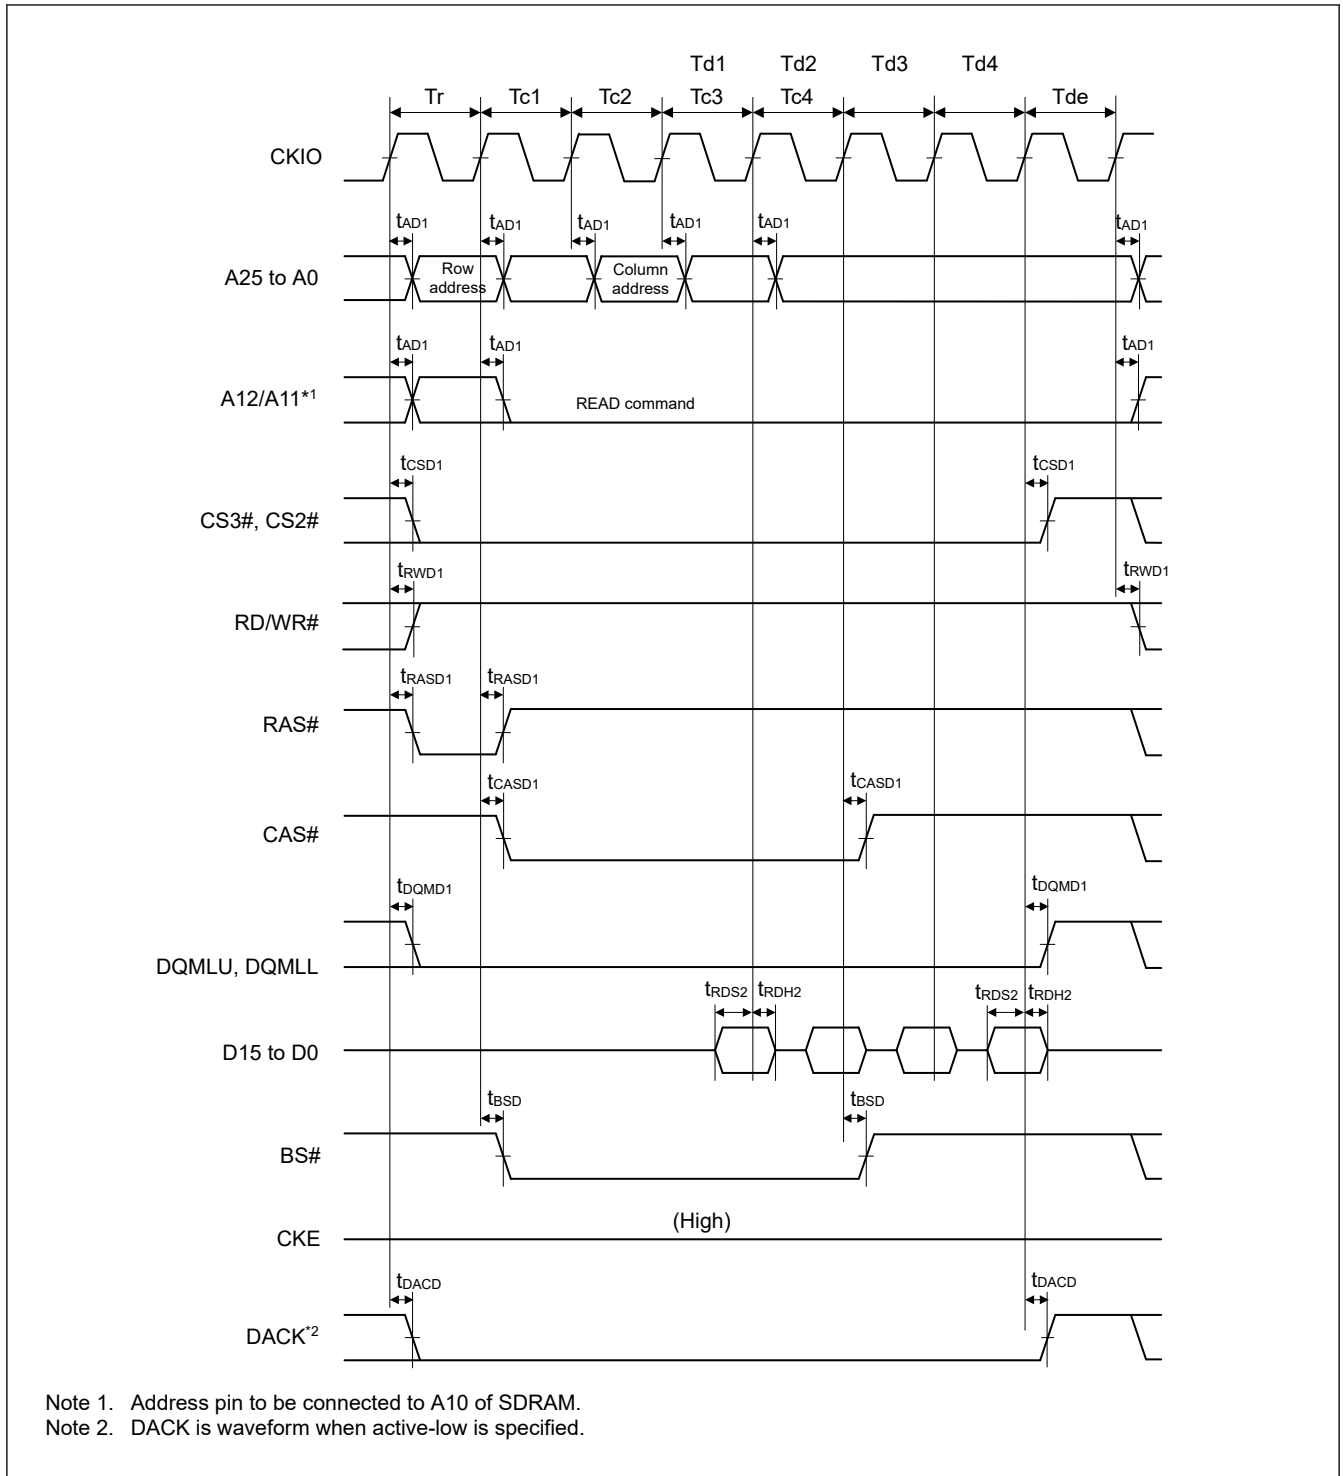 Td1 Td2 Td3 Td4
Tr Tc1 Tc2 Tc3 Tc4 Tde
CKIO
tAD1 tAD1 tAD1 tAD1 tAD1 tAD1
A25 to A0
Row address
Column address
tAD1 tAD1 tAD1
A12/A11*1
READ command
tCSD1 tCSD1
CS3#, CS2#
tRWD1 tRWD1
RD/WR#
tRASD1 tRASD1
RAS#
tCASD1 tCASD1
CAS#
tDQMD1 tDQMD1
DQMLU, DQMLL
tRDS2 tRDH2 tRDS2 tRDH2
D15 to D0
tBSD tBSD
BS#
(High)
CKE
tDACD tDACD
DACK*2
Note 1. Address pin to be connected to A10 of SDRAM.
Note 2. DACK is waveform when active-low is specified.